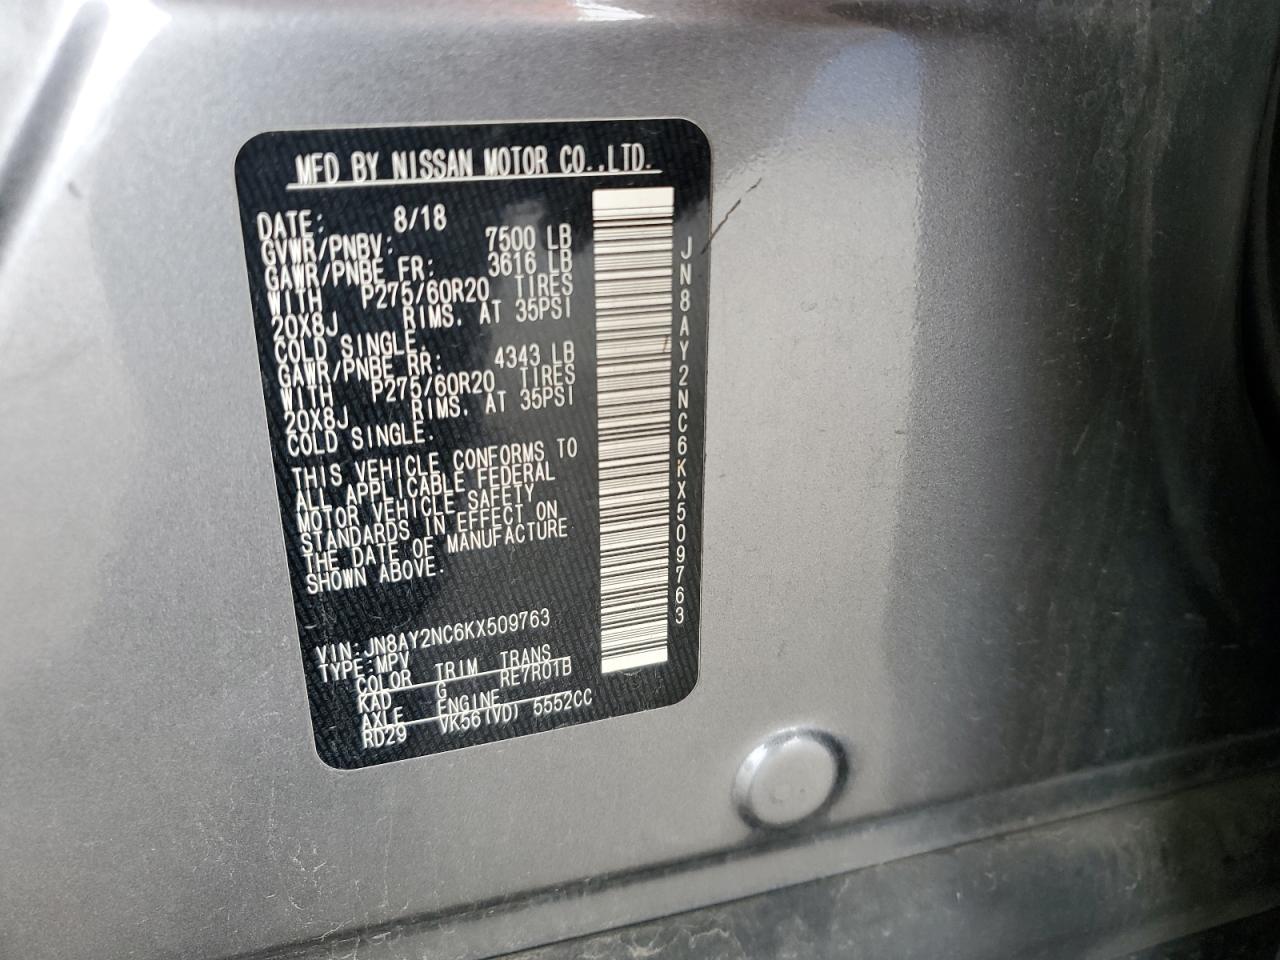 MFD BY NISSAN MOTOR CO.,LTD.
DATE: 8/18
GVWR/PNBV: 7500 LB
GAWR/PNBE FR: 3616 LB
WITH P275/60R20 TIRES
20X8J RIMS. AT 35PSI
COLD SINGLE.
GAWR/PNBE RR: 4343 LB
WITH P275/60R20 TIRES
20X8J RIMS. AT 35PSI
COLD SINGLE.
THIS VEHICLE CONFORMS TO
ALL APPLICABLE FEDERAL
MOTOR VEHICLE SAFETY
STANDARDS IN EFFECT ON
THE DATE OF MANUFACTURE
SHOWN ABOVE.
VIN:JN8AY2NC6KX509763
TYPE:MPV
COLOR TRIM TRANS
KAD G RE7R01B
AXLE ENGINE
RD29 VK56(VD) 5552CC
JN8AY2NC6KX509763